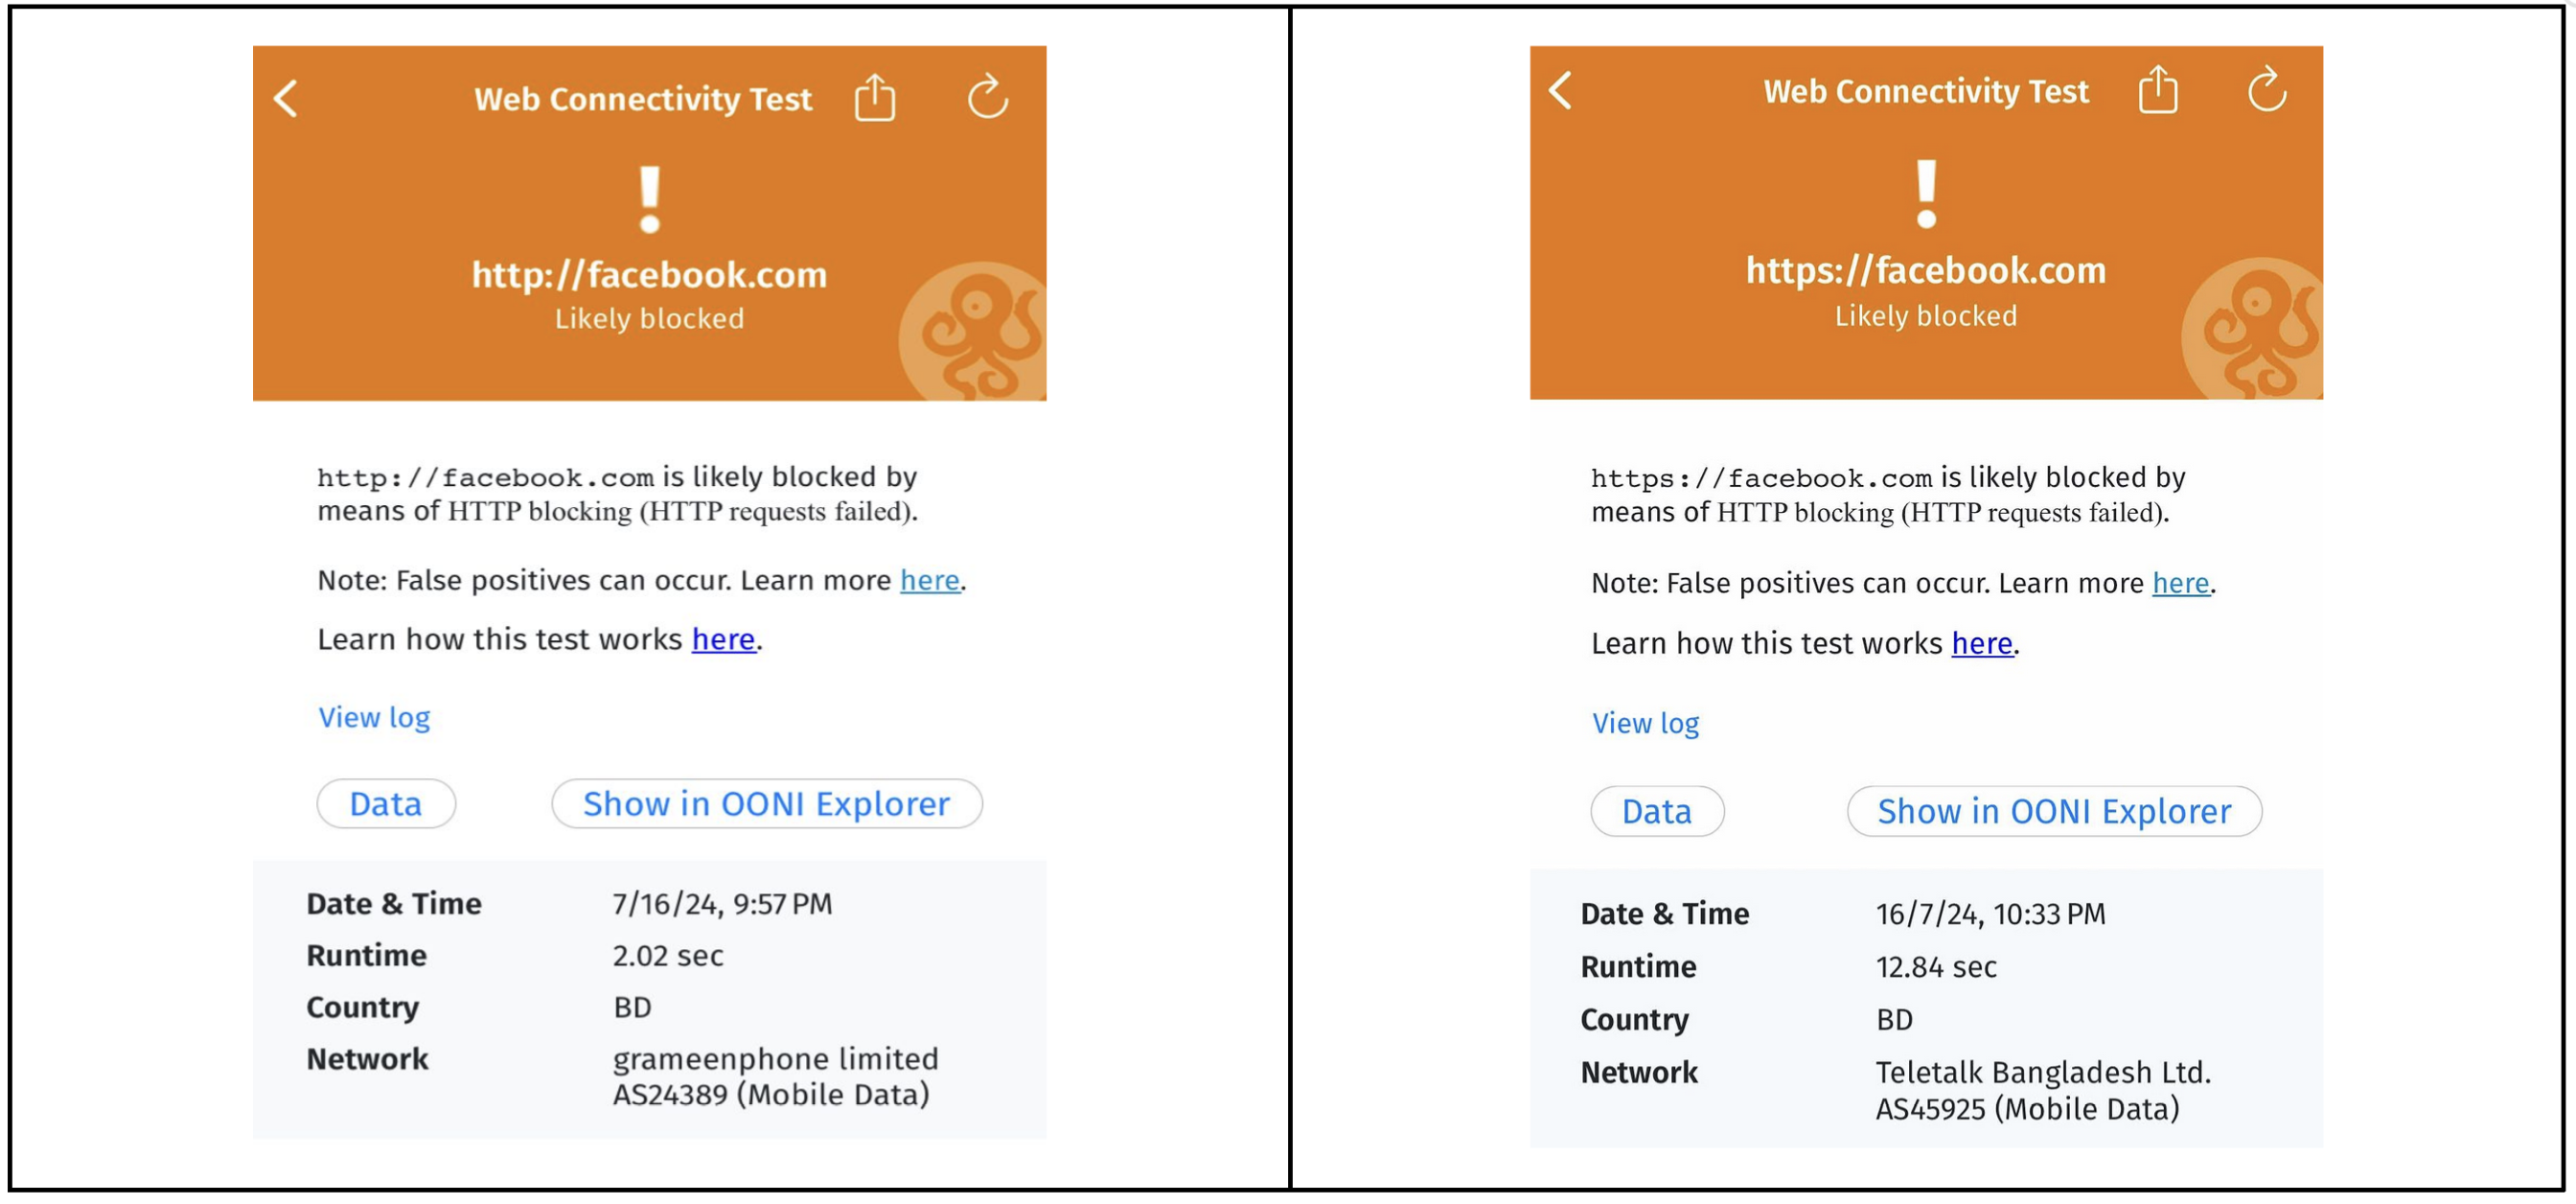 Web Connectivity Test
!
http://facebook.com
Likely blocked
http://facebook.com is likely blocked by
means of HTTP blocking (HTTP requests failed).
Note: False positives can occur. Learn more here.
Learn how this test works here.
View log
Data
Show in OONI Explorer
Date & Time 7/16/24, 9:57 PM
Runtime 2.02 sec
Country BD
Network grameenphone limited
AS24389 (Mobile Data)
Web Connectivity Test
!
https://facebook.com
Likely blocked
https://facebook.com is likely blocked by
means of HTTP blocking (HTTP requests failed).
Note: False positives can occur. Learn more here.
Learn how this test works here.
View log
Data
Show in OONI Explorer
Date & Time 16/7/24, 10:33 PM
Runtime 12.84 sec
Country BD
Network Teletalk Bangladesh Ltd.
AS45925 (Mobile Data)